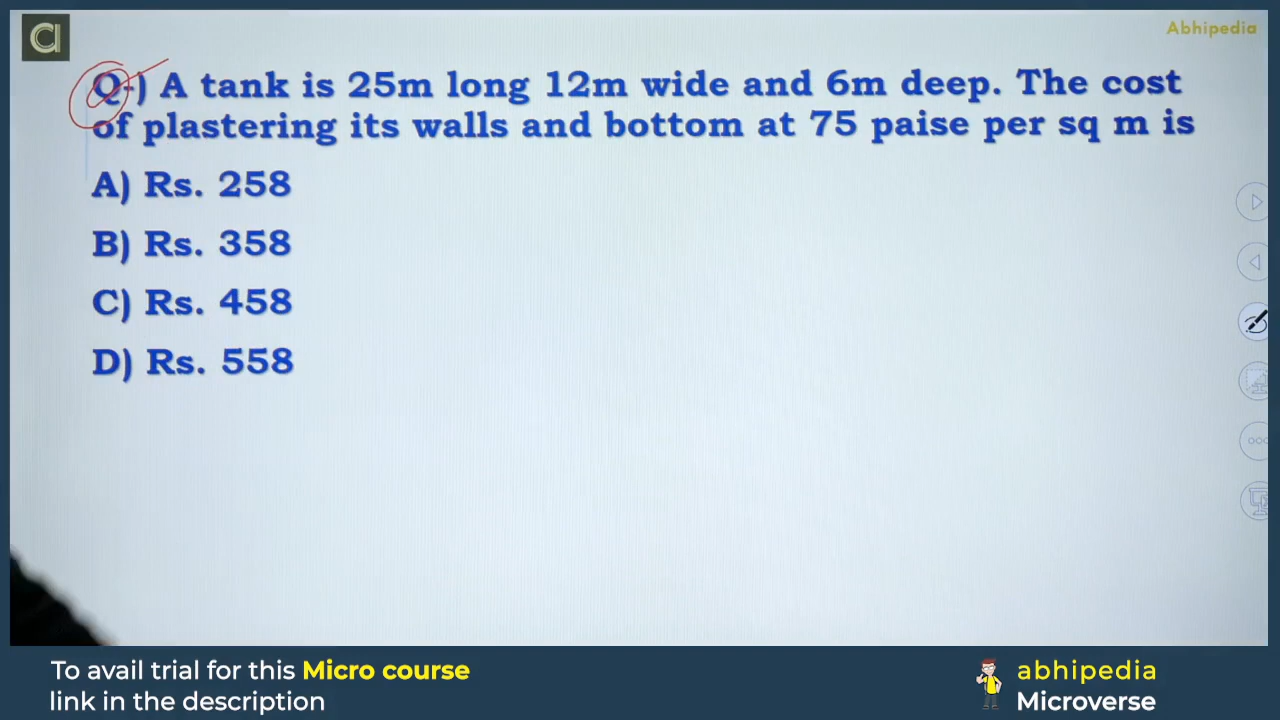 Abhipedia
Q-) A tank is 25m long 12m wide and 6m deep. The cost
of plastering its walls and bottom at 75 paise per sq m is
A) Rs. 258
B) Rs. 358
C) Rs. 458
D) Rs. 558
To avail trial for this Micro course
link in the description
abhipedia
Microverse